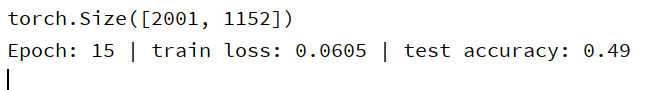 torch.Size([2001, 1152])
Epoch: 15 | train loss: 0.0605 | test accuracy: 0.49